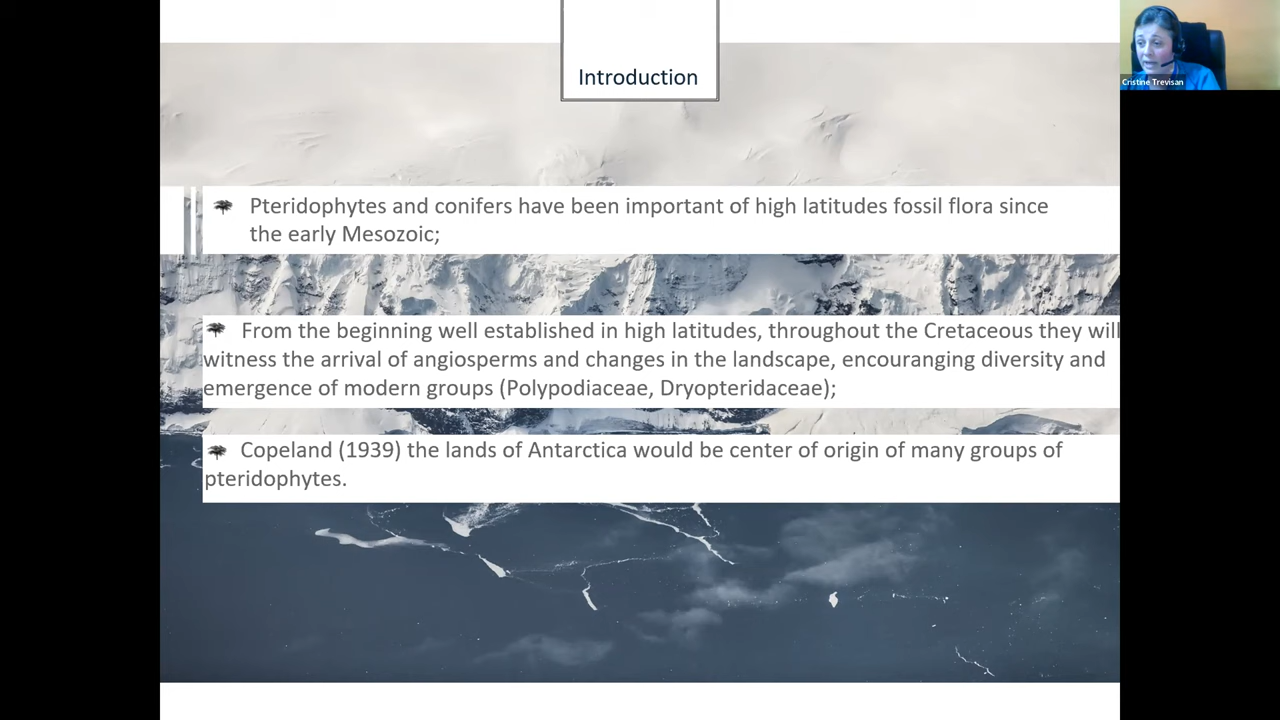 Introduction
Cristine Trevisan
Pteridophytes and conifers have been important of high latitudes fossil flora since
the early Mesozoic;
From the beginning well established in high latitudes, throughout the Cretaceous they will
witness the arrival of angiosperms and changes in the landscape, encouranging diversity and
emergence of modern groups (Polypodiaceae, Dryopteridaceae);
Copeland (1939) the lands of Antarctica would be center of origin of many groups of
pteridophytes.